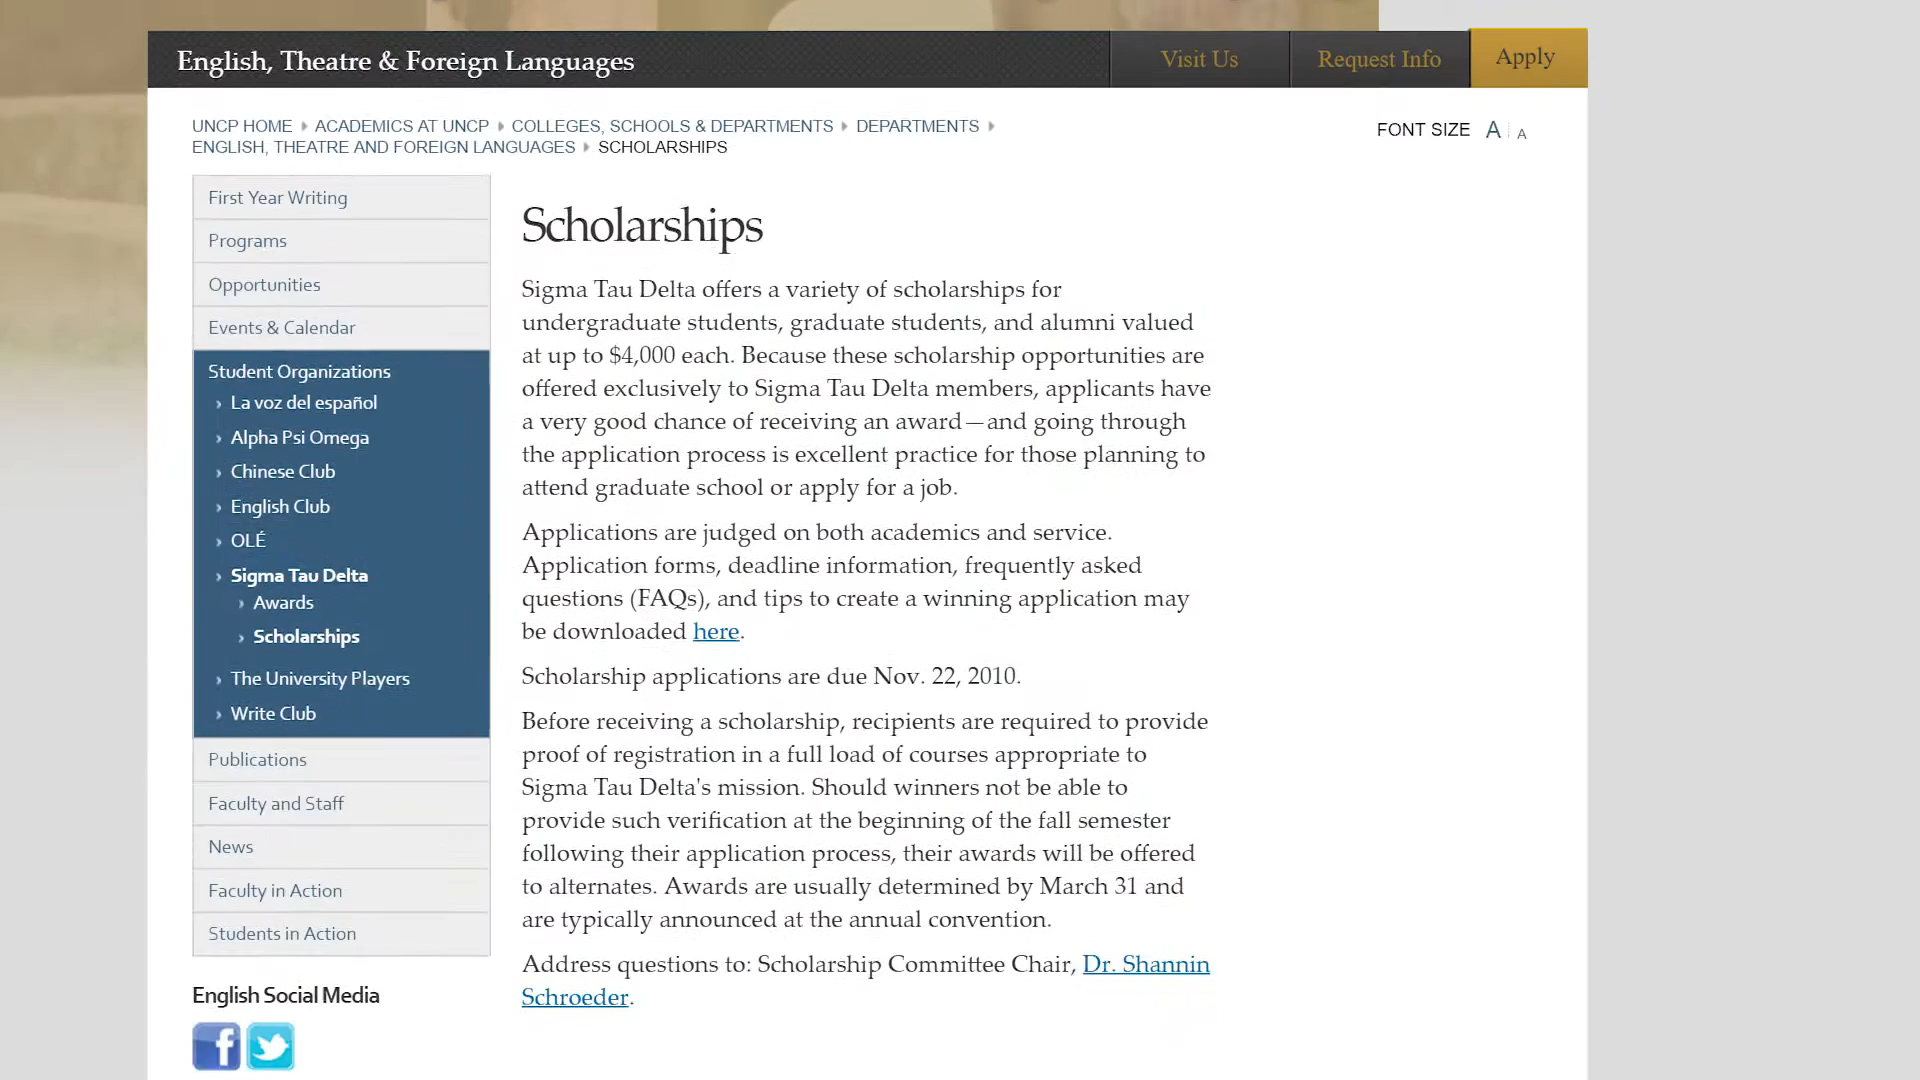 English, Theatre & Foreign Languages
Visit Us
Request Info
Apply
UNCP HOME
ACADEMICS AT UNCP
COLLEGES, SCHOOLS & DEPARTMENTS
DEPARTMENTS
ENGLISH, THEATRE AND FOREIGN LANGUAGES
SCHOLARSHIPS
FONT SIZE A A
First Year Writing
Programs
Opportunities
Events & Calendar
Student Organizations
La voz del español
Alpha Psi Omega
Chinese Club
English Club
OLÉ
Sigma Tau Delta
Awards
Scholarships
The University Players
Write Club
Publications
Faculty and Staff
News
Faculty in Action
Students in Action
English Social Media
Scholarships
Sigma Tau Delta offers a variety of scholarships for
undergraduate students, graduate students, and alumni valued
at up to $4,000 each. Because these scholarship opportunities are
offered exclusively to Sigma Tau Delta members, applicants have
a very good chance of receiving an award—and going through
the application process is excellent practice for those planning to
attend graduate school or apply for a job.
Applications are judged on both academics and service.
Application forms, deadline information, frequently asked
questions (FAQs), and tips to create a winning application may
be downloaded here.
Scholarship applications are due Nov. 22, 2010.
Before receiving a scholarship, recipients are required to provide
proof of registration in a full load of courses appropriate to
Sigma Tau Delta's mission. Should winners not be able to
provide such verification at the beginning of the fall semester
following their application process, their awards will be offered
to alternates. Awards are usually determined by March 31 and
are typically announced at the annual convention.
Address questions to: Scholarship Committee Chair, Dr. Shannin
Schroeder.